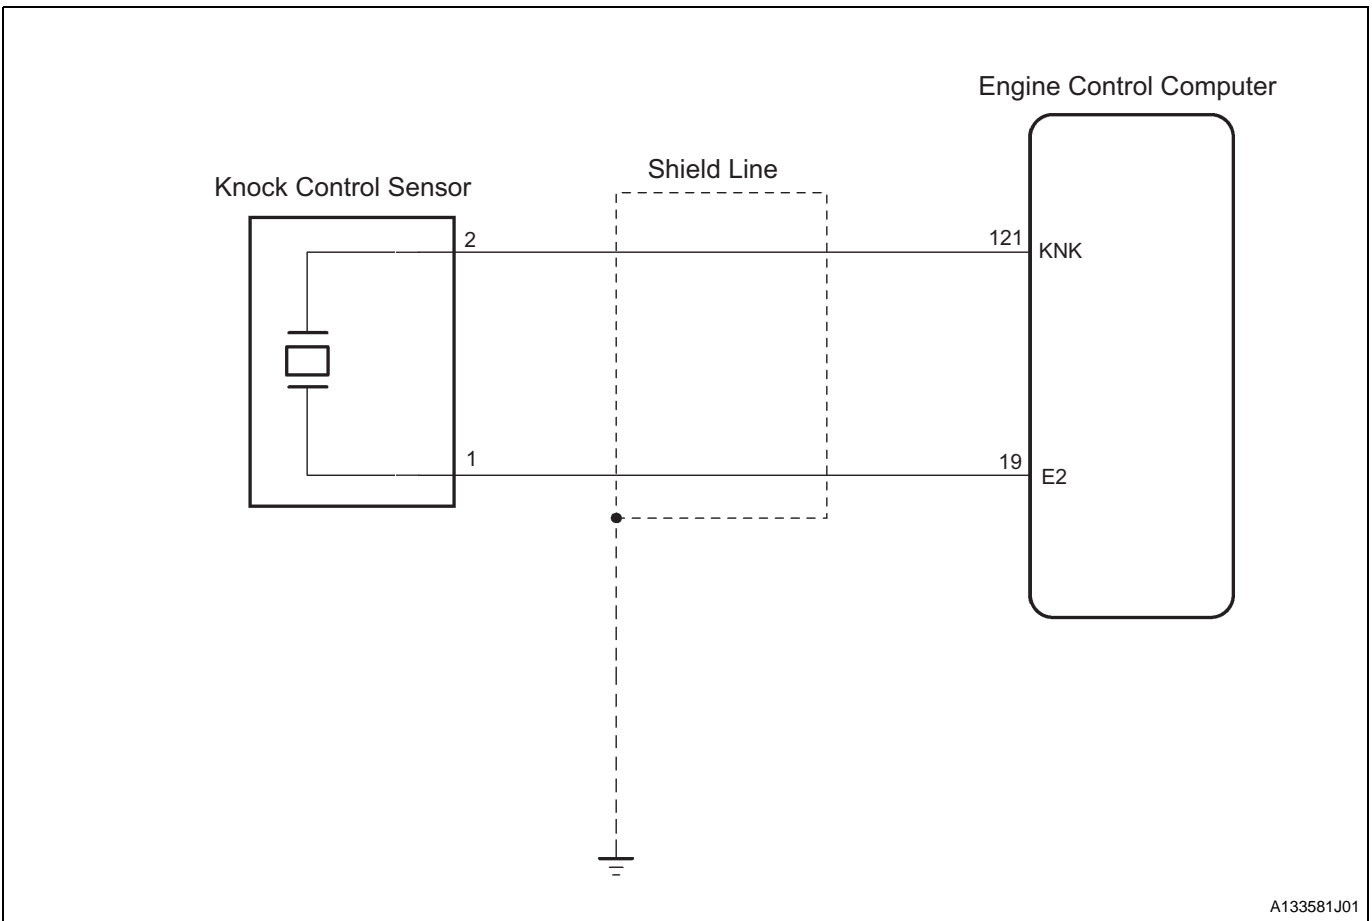 Engine Control Computer
Shield Line
Knock Control Sensor
2
121
KNK
1
19
E2
A133581J01